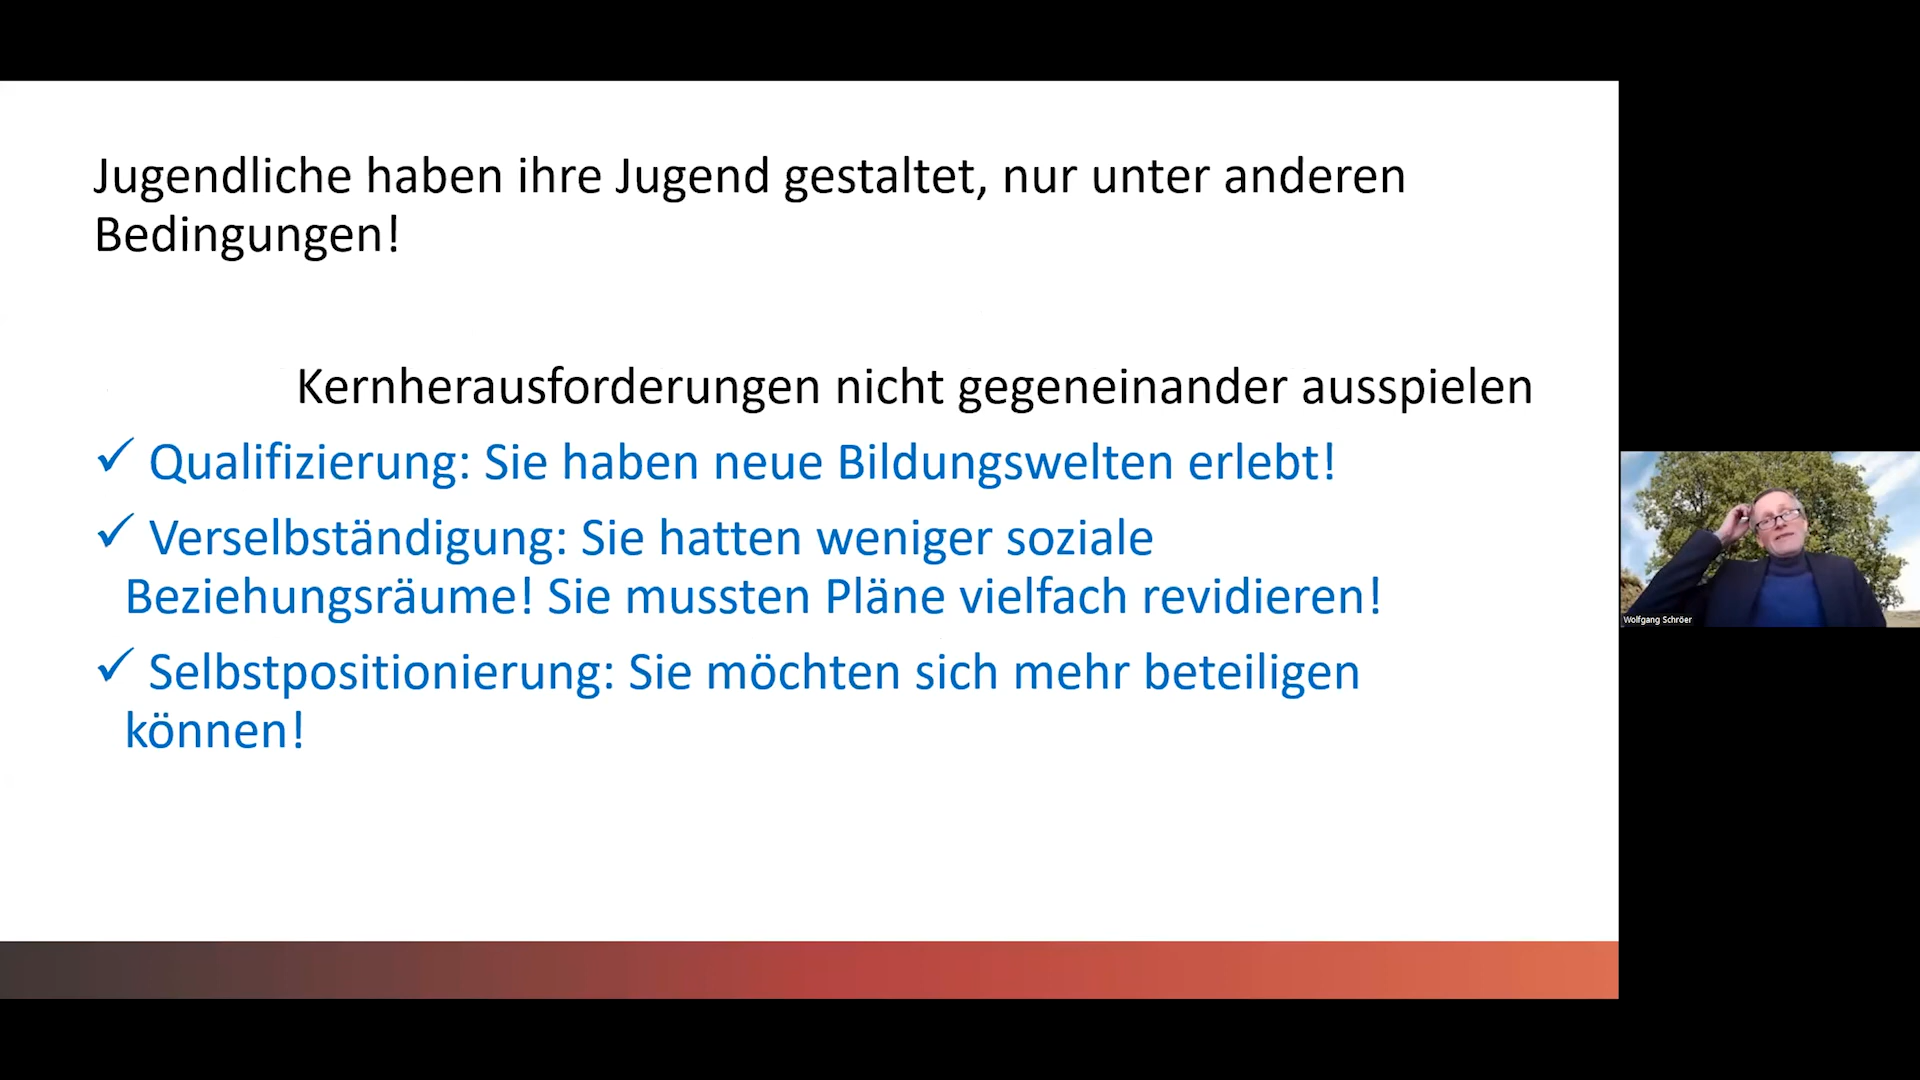 Jugendliche haben ihre Jugend gestaltet, nur unter anderen
Bedingungen!
Kernherausforderungen nicht gegeneinander ausspielen
✓ Qualifizierung: Sie haben neue Bildungswelten erlebt!
✓ Verselbständigung: Sie hatten weniger soziale
Beziehungsräume! Sie mussten Pläne vielfach revidieren!
✓ Selbstpositionierung: Sie möchten sich mehr beteiligen
können!
Wolfgang Schröer